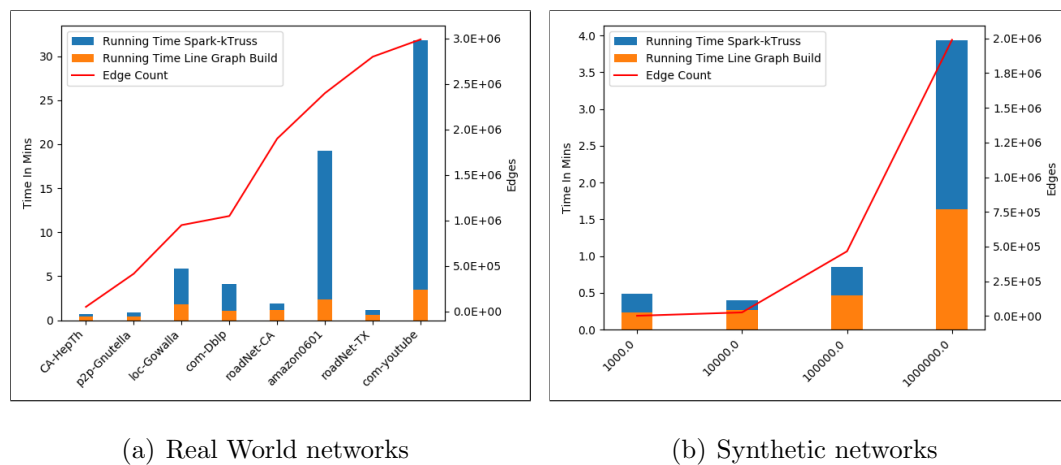 Running Time Spark-kTruss
Running Time Line Graph Build
Edge Count
Time In Mins
30
25
20
15
10
5
0
3.0E+06
2.5E+06
2.0E+06
1.5E+06
1.0E+06
5.0E+05
0.0E+00
Edges
CA-HepTh
p2p-Gnutella
loc-Gowalla
com-Dblp
roadNet-CA
amazon0601
roadNet-TX
com-youtube
(a) Real World networks
Running Time Spark-kTruss
Running Time Line Graph Build
Edge Count
Time In Mins
4.0
3.5
3.0
2.5
2.0
1.5
1.0
0.5
0.0
2.0E+06
1.8E+06
1.5E+06
1.2E+06
1.0E+06
7.5E+05
5.0E+05
2.5E+05
0.0E+00
Edges
1000.0
10000.0
100000.0
1000000.0
(b) Synthetic networks